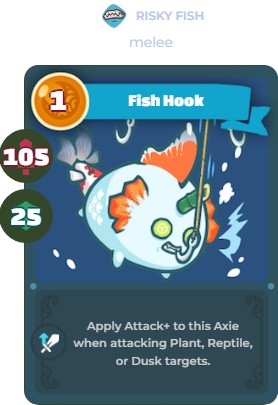 RISKY FISH
melee
1
Fish Hook
105
25
Apply Attack+ to this Axie
when attacking Plant, Reptile,
or Dusk targets.